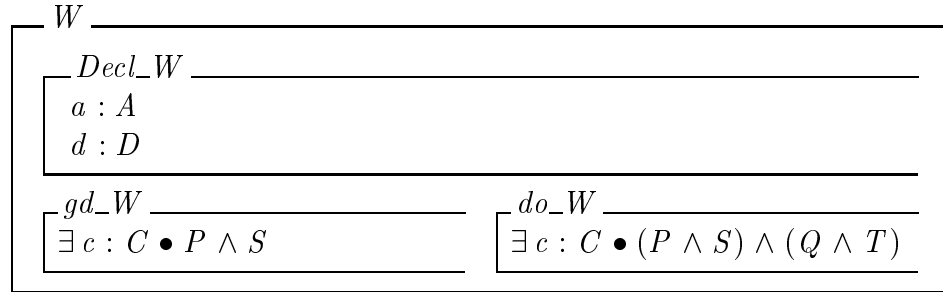 W
Decl_W
a : A
d : D
gd_W
∃ c : C • P ∧ S
do_W
∃ c : C • (P ∧ S) ∧ (Q ∧ T)